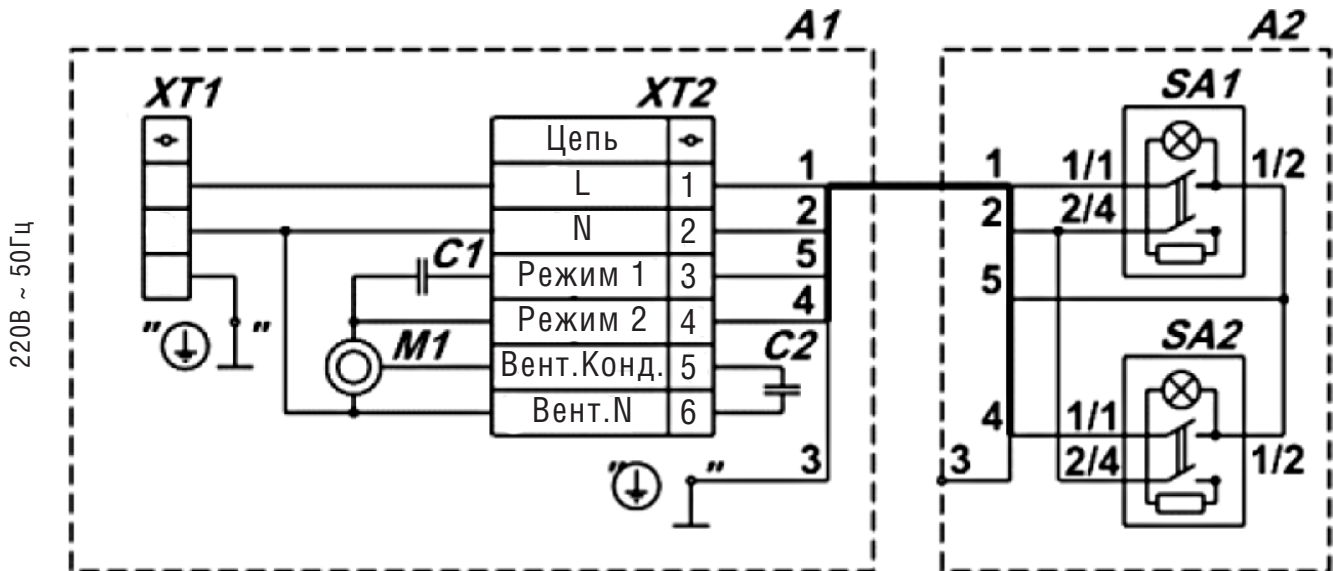 A1
A2
XT1
XT2
SA1
Цепь
L
1
1
1
1/1
1/2
N
2
2
2
2/4
220В ~ 50Гц
C1
Режим 1
3
5
5
Режим 2
4
4
" "
M1
Вент.Конд.
5
C2
SA2
Вент.N
6
4
1/1
2/4
1/2
" "
3
3